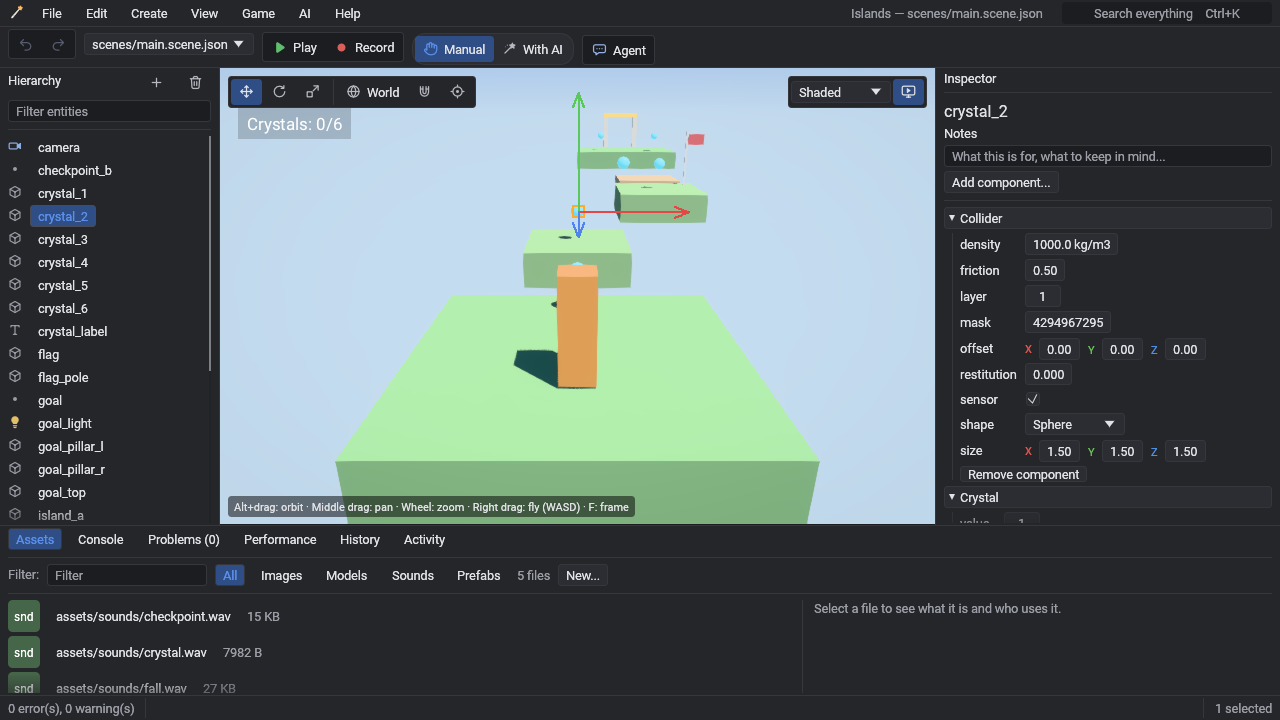 File Edit Create View Game AI Help
Islands — scenes/main.scene.json
Search everything Ctrl+K
scenes/main.scene.json
Play Record
Manual With AI
Agent
Hierarchy
Filter entities
camera
checkpoint_b
crystal_1
crystal_2
crystal_3
crystal_4
crystal_5
crystal_6
crystal_label
flag
flag_pole
goal
goal_light
goal_pillar_l
goal_pillar_r
goal_top
island_a
World
Shaded
Crystals: 0/6
Alt+drag: orbit · Middle drag: pan · Wheel: zoom · Right drag: fly (WASD) · F: frame
Inspector
crystal_2
Notes
What this is for, what to keep in mind...
Add component...
Collider
density 1000.0 kg/m3
friction 0.50
layer 1
mask 4294967295
offset X 0.00 Y 0.00 Z 0.00
restitution 0.000
sensor
shape Sphere
size X 1.50 Y 1.50 Z 1.50
Remove component
Crystal
value 1
Assets Console Problems (0) Performance History Activity
Filter: Filter All Images Models Sounds Prefabs 5 files New...
snd assets/sounds/checkpoint.wav 15 KB
snd assets/sounds/crystal.wav 7982 B
snd assets/sounds/fall.wav 27 KB
Select a file to see what it is and who uses it.
0 error(s), 0 warning(s)
1 selected